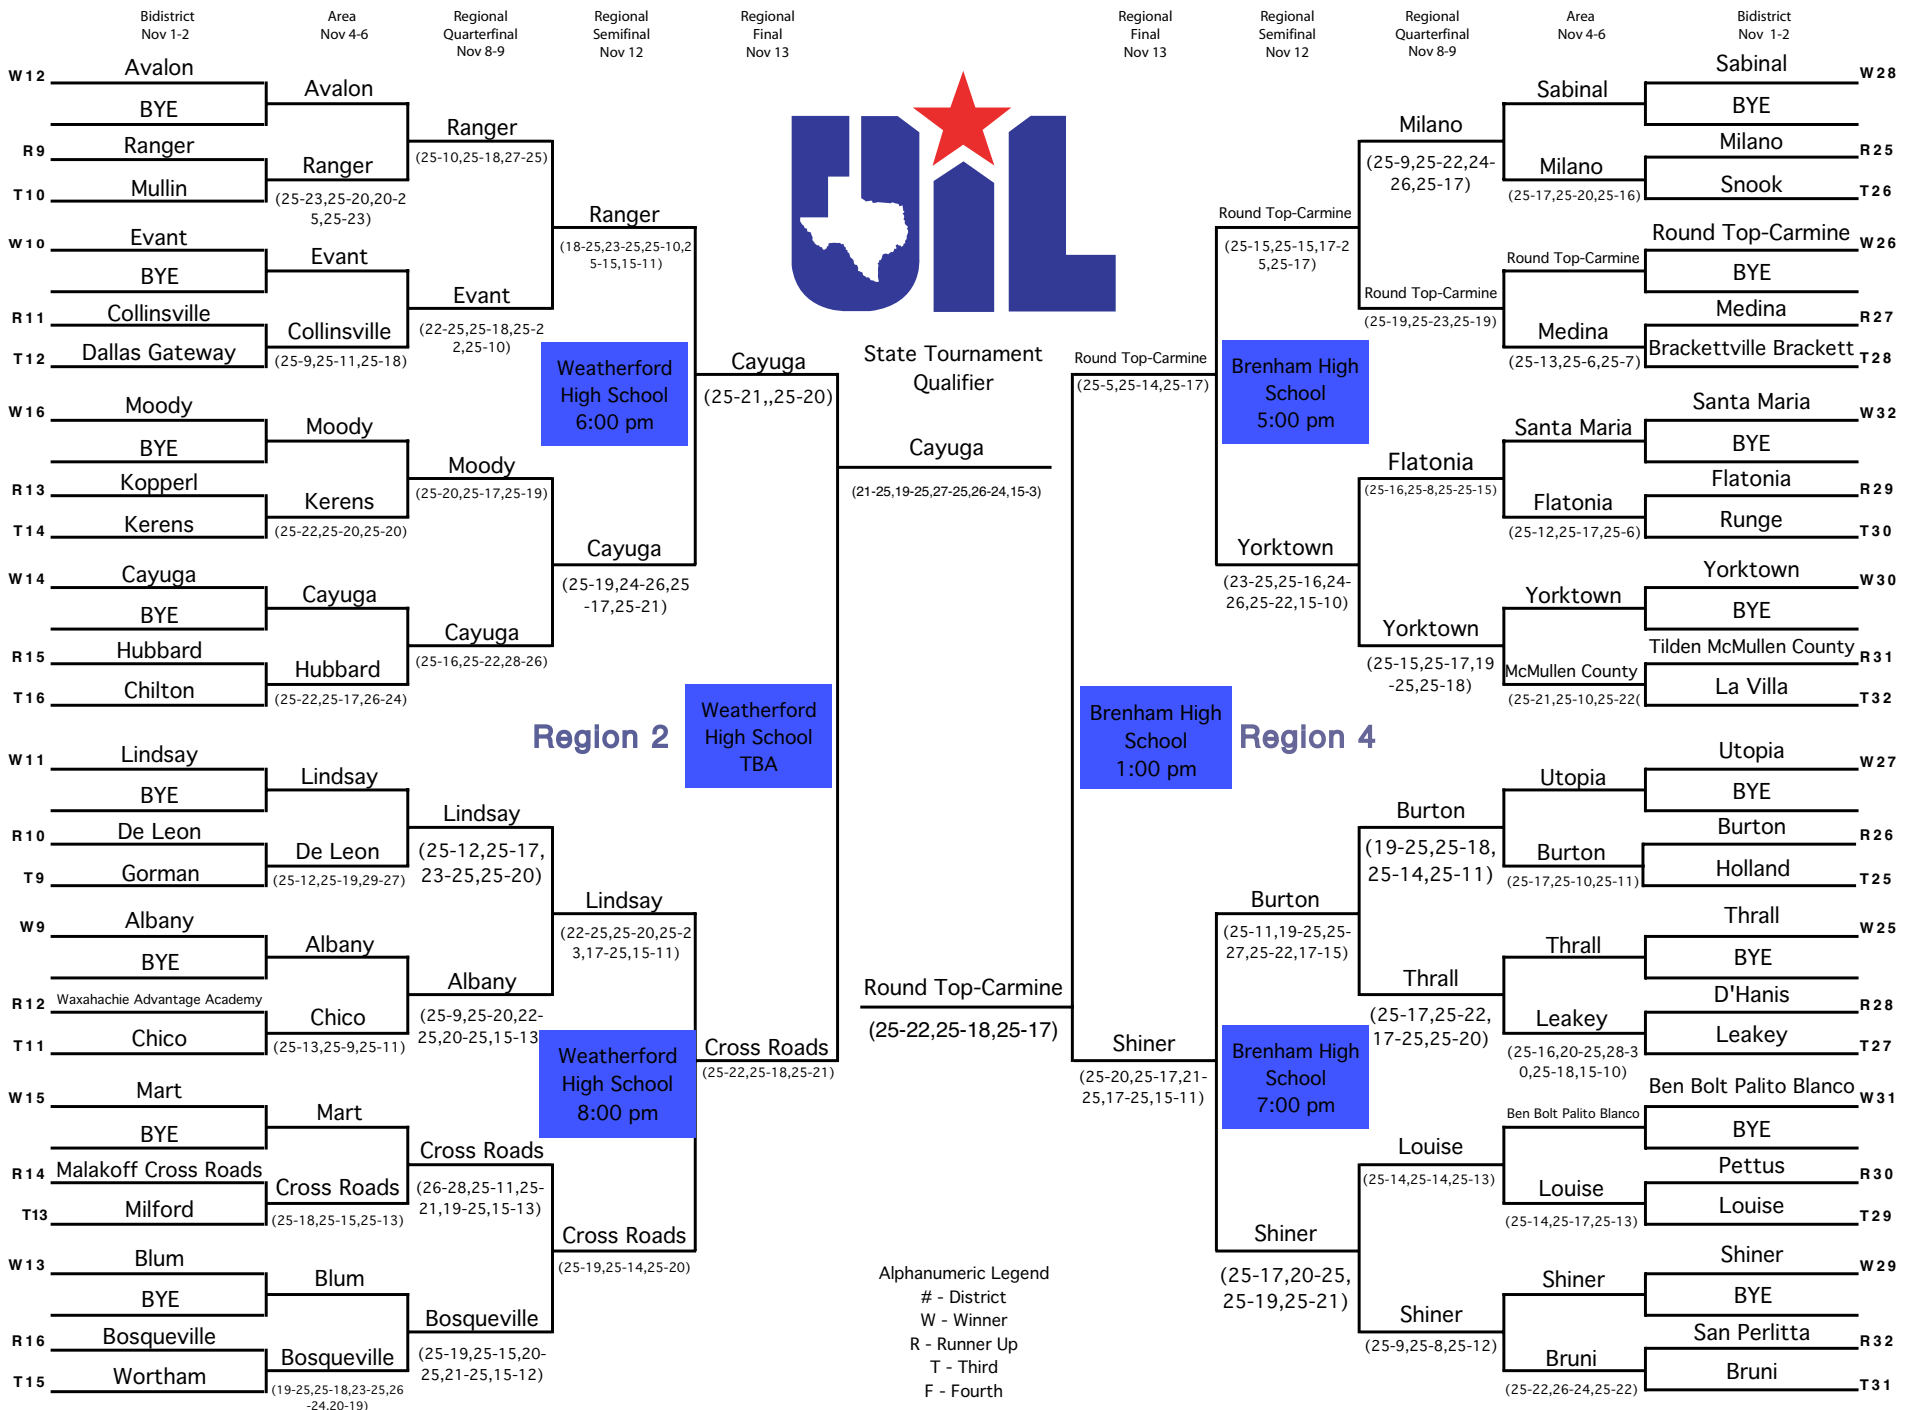 Bidistrict
Nov 1-2
Area
Nov 4-6
Regional
Quarterfinal
Nov 8-9
Regional
Semifinal
Nov 12
Regional
Final
Nov 13
Regional
Final
Nov 13
Regional
Semifinal
Nov 12
Regional
Quarterfinal
Nov 8-9
Area
Nov 4-6
Bidistrict
Nov 1-2
UIL
W12
Avalon
BYE
R9
Ranger
T10
Mullin
W10
Evant
BYE
R11
Collinsville
T12
Dallas Gateway
W16
Moody
BYE
R13
Kopperl
T14
Kerens
W14
Cayuga
BYE
R15
Hubbard
T16
Chilton
W11
Lindsay
BYE
R10
De Leon
T9
Gorman
W9
Albany
BYE
R12
Waxahachie Advantage Academy
T11
Chico
W15
Mart
BYE
R14
Malakoff Cross Roads
T13
Milford
W13
Blum
BYE
R16
Bosqueville
T15
Wortham
Avalon
Ranger
(25-23,25-20,20-2
5,25-23)
Evant
Collinsville
(25-9,25-11,25-18)
Moody
Kerens
(25-22,25-20,25-20)
Cayuga
Hubbard
(25-22,25-17,26-24)
Lindsay
De Leon
(25-12,25-19,29-27)
Albany
Chico
(25-13,25-9,25-11)
Mart
Cross Roads
(25-18,25-15,25-13)
Blum
Bosqueville
(19-25,25-18,23-25,26
-24,20-19)
Ranger
(25-10,25-18,27-25)
Evant
(22-25,25-18,25-2
2,25-10)
Moody
(25-20,25-17,25-19)
Cayuga
(25-16,25-22,28-26)
Lindsay
(25-12,25-17,
23-25,25-20)
Albany
(25-9,25-20,22-
25,20-25,15-13
Cross Roads
(26-28,25-11,25-
21,19-25,15-13)
Bosqueville
(25-19,25-15,20-
25,21-25,15-12)
Ranger
(18-25,23-25,25-10,2
5-15,15-11)
Weatherford
High School
6:00 pm
Cayuga
(25-19,24-26,25
-17,25-21)
Region 2
Lindsay
(22-25,25-20,25-2
3,17-25,15-11)
Weatherford
High School
8:00 pm
Cross Roads
(25-19,25-14,25-20)
Cayuga
(25-21,,25-20)
Weatherford
High School
TBA
Cross Roads
(25-22,25-18,25-21)
State Tournament
Qualifier
Cayuga
(21-25,19-25,27-25,26-24,15-3)
Round Top-Carmine
(25-22,25-18,25-17)
Alphanumeric Legend
# - District
W - Winner
R - Runner Up
T - Third
F - Fourth
Round Top-Carmine
(25-5,25-14,25-17)
Brenham High
School
1:00 pm
Shiner
(25-20,25-17,21-
25,17-25,15-11)
Round Top-Carmine
(25-15,25-15,17-2
5,25-17)
Brenham High
School
5:00 pm
Yorktown
(23-25,25-16,24-
26,25-22,15-10)
Region 4
Burton
(25-11,19-25,25-
27,25-22,17-15)
Brenham High
School
7:00 pm
Shiner
(25-17,20-25,
25-19,25-21)
Milano
(25-9,25-22,24-
26,25-17)
Round Top-Carmine
(25-19,25-23,25-19)
Flatonia
(25-16,25-8,25-25-15)
Yorktown
(25-15,25-17,19
-25,25-18)
Burton
(19-25,25-18,
25-14,25-11)
Thrall
(25-17,25-22,
17-25,25-20)
Louise
(25-14,25-14,25-13)
Shiner
(25-9,25-8,25-12)
Sabinal
Milano
(25-17,25-20,25-16)
Round Top-Carmine
Medina
(25-13,25-6,25-7)
Santa Maria
Flatonia
(25-12,25-17,25-6)
Yorktown
McMullen County
(25-21,25-10,25-22(
Utopia
Burton
(25-17,25-10,25-11)
Thrall
Leakey
(25-16,20-25,28-3
0,25-18,15-10)
Ben Bolt Palito Blanco
Louise
(25-14,25-17,25-13)
Shiner
Bruni
(25-22,26-24,25-22)
Sabinal
W28
BYE
Milano
R25
Snook
T26
Round Top-Carmine
W26
BYE
Medina
R27
Brackettville Brackett
T28
Santa Maria
W32
BYE
Flatonia
R29
Runge
T30
Yorktown
W30
BYE
Tilden McMullen County
R31
La Villa
T32
Utopia
W27
BYE
Burton
R26
Holland
T25
Thrall
W25
BYE
D'Hanis
R28
Leakey
T27
Ben Bolt Palito Blanco
W31
BYE
Pettus
R30
Louise
T29
Shiner
W29
BYE
San Perlitta
R32
Bruni
T31